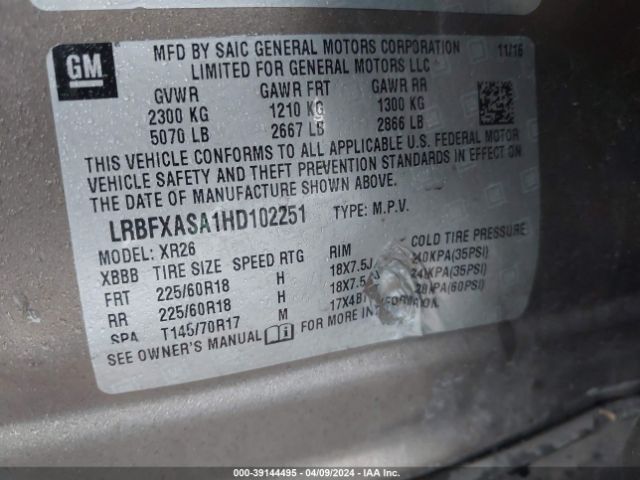 GM
MFD BY SAIC GENERAL MOTORS CORPORATION 11/16
LIMITED FOR GENERAL MOTORS LLC
GVWR GAWR FRT GAWR RR
2300 KG 1210 KG 1300 KG
5070 LB 2667 LB 2866 LB
THIS VEHICLE CONFORMS TO ALL APPLICABLE U.S. FEDERAL MOTOR
VEHICLE SAFETY AND THEFT PREVENTION STANDARDS IN EFFECT ON
THE DATE OF MANUFACTURE SHOWN ABOVE.
LRBFXASA1HD102251 TYPE: M.P.V.
MODEL: XR26
XBBB TIRE SIZE SPEED RTG RIM COLD TIRE PRESSURE
FRT 225/60R18 H 18X7.5J 240KPA(35PSI)
RR 225/60R18 H 18X7.5 (35PSI)
SPA T145/70R17 M 17X4 (60PSI)
SEE OWNER'S MANUAL FOR MORE INFORMATION
000-39144495 - 04/09/2024 - IAA Inc.